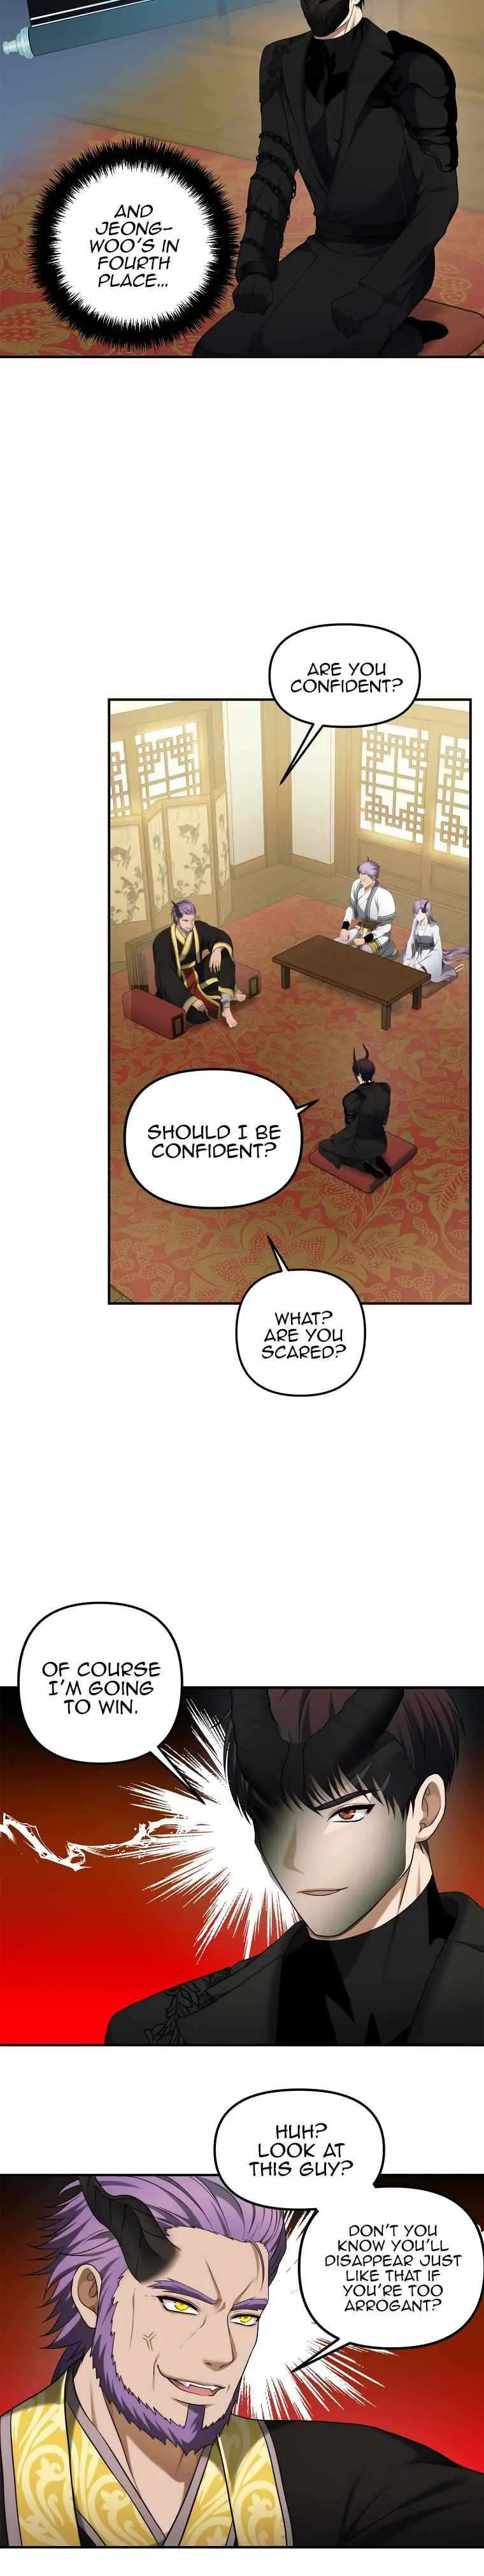 AND
JEONG-
WOO'S IN
FOURTH
PLACE...
ARE YOU
CONFIDENT?
SHOULD I BE
CONFIDENT?
WHAT?
ARE YOU
SCARED?
OF COURSE
I'M GOING
TO WIN.
HUH?
LOOK AT
THIS GUY?
DON'T YOU
KNOW YOU'LL
DISAPPEAR JUST
LIKE THAT IF
YOU'RE TOO
ARROGANT?